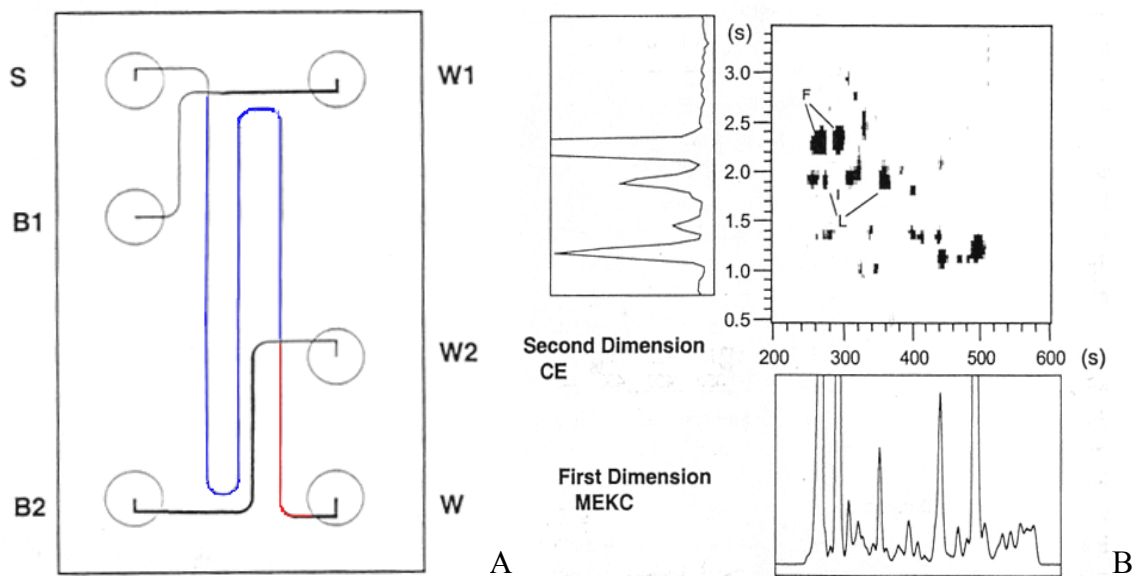 S
W1
B1
W2
B2
W
A
(s)
3.0
2.5
2.0
1.5
1.0
0.5
F
L
200 300 400 500 600 (s)
Second Dimension
CE
First Dimension
MEKC
B